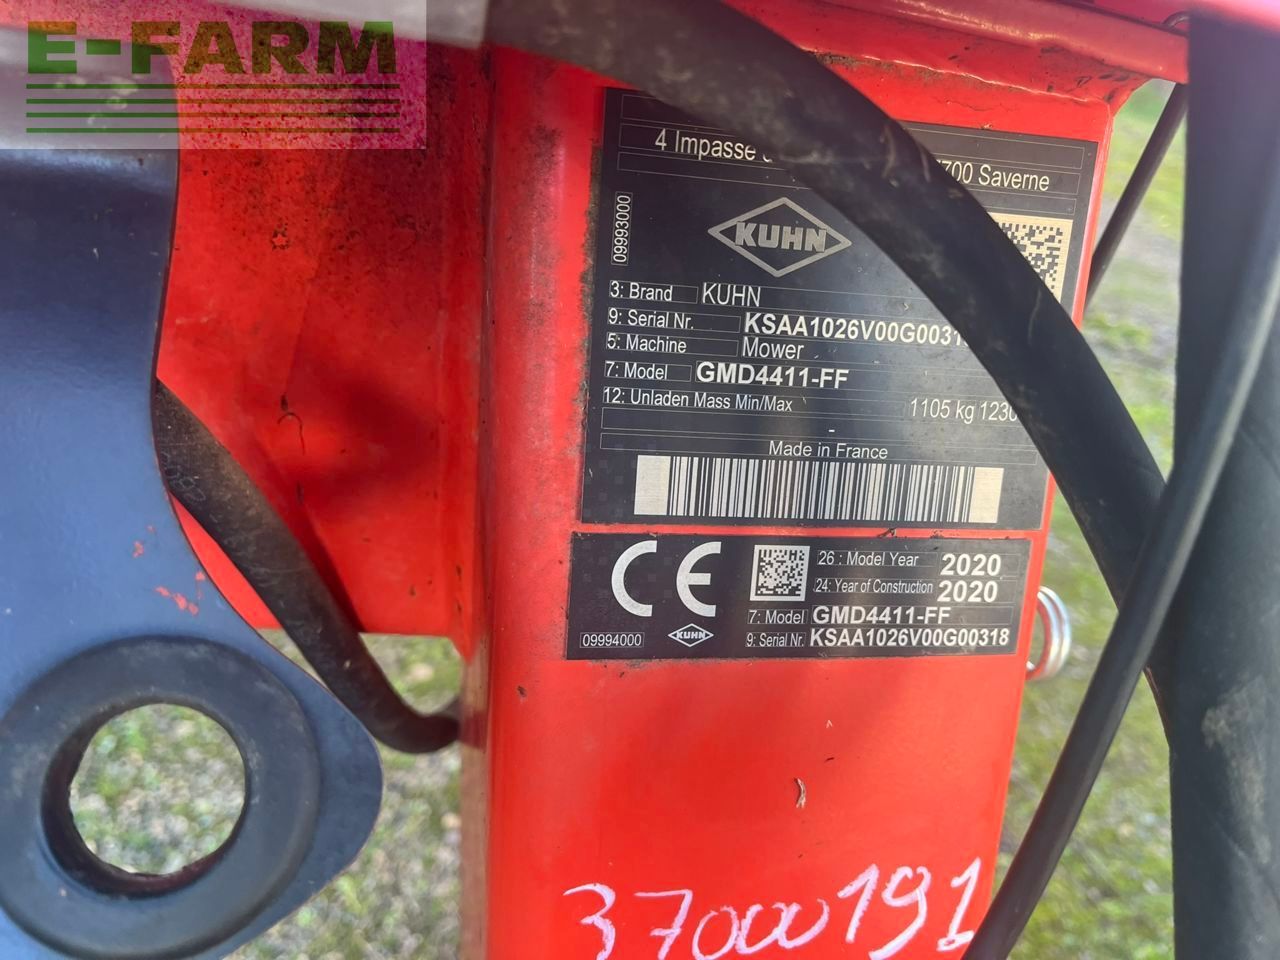 E-FARM
4 Impasse
700 Saverne
09993000
KUHN
3: Brand KUHN
9: Serial Nr. KSAA1026V00G0031
5: Machine Mower
7: Model GMD4411-FF
12: Unladen Mass Min/Max 1105 kg 1230
-
Made in France
CE
26 : Model Year 2020
24: Year of Construction 2020
7: Model GMD4411-FF
09994000 KUHN 9: Serial Nr. KSAA1026V00G00318
37000191